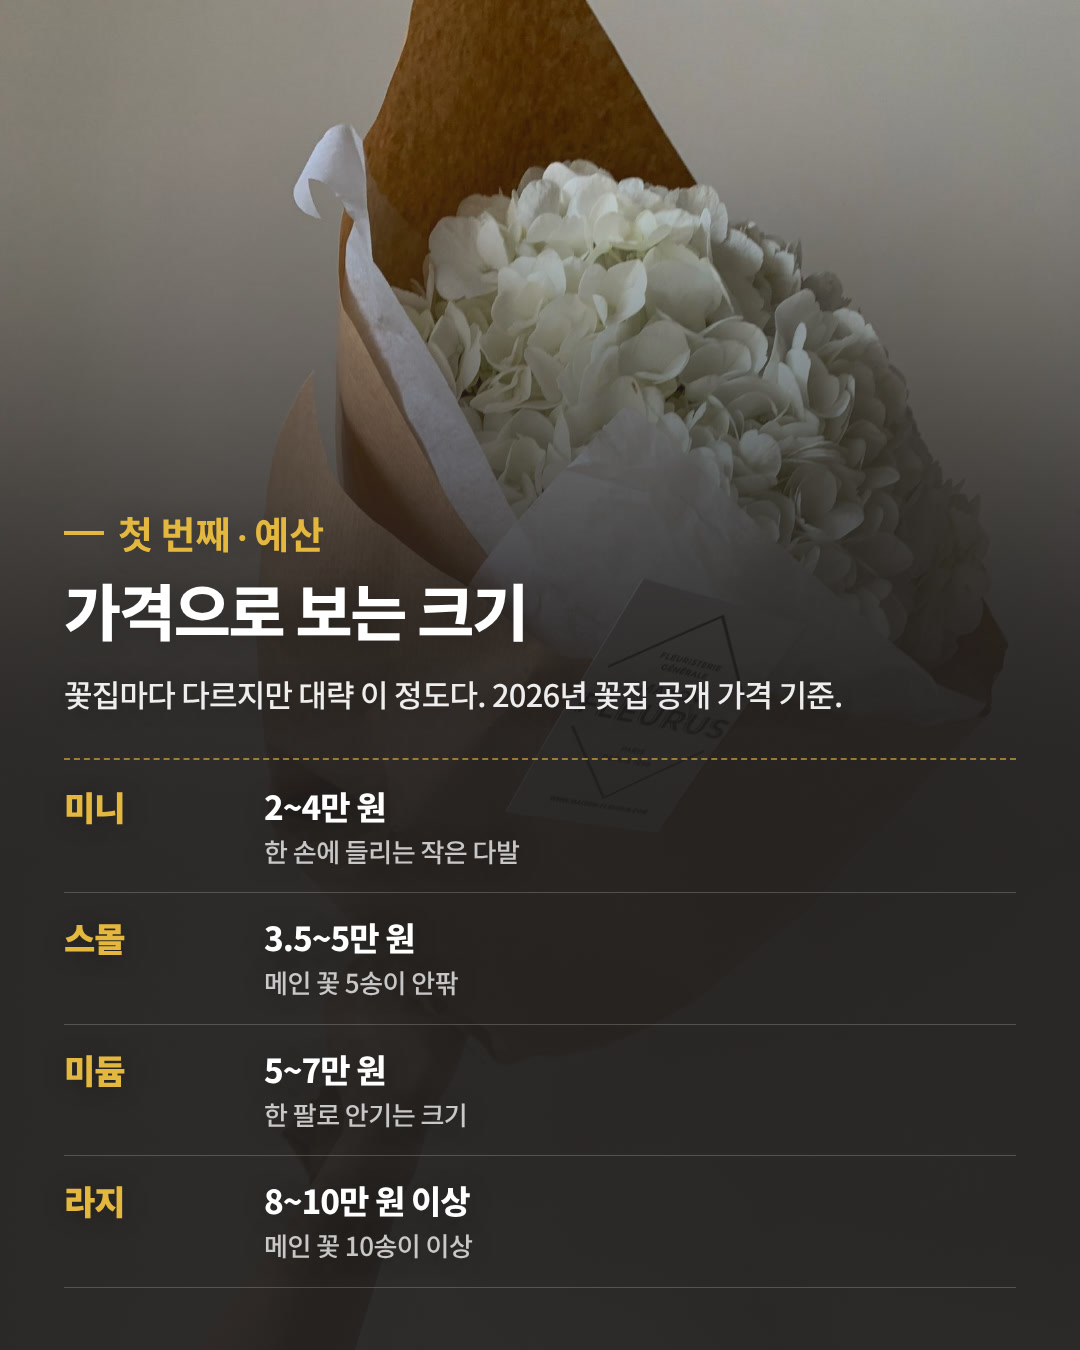 첫 번째 · 예산
가격으로 보는 크기
꽃집마다 다르지만 대략 이 정도다. 2026년 꽃집 공개 가격 기준.
FLEURISTERIE
GÉNÉRALE
FLEURUS
PARIS
미니
2~4만 원
한 손에 들리는 작은 다발
스몰
3.5~5만 원
메인 꽃 5송이 안팎
미듐
5~7만 원
한 팔로 안기는 크기
라지
8~10만 원 이상
메인 꽃 10송이 이상